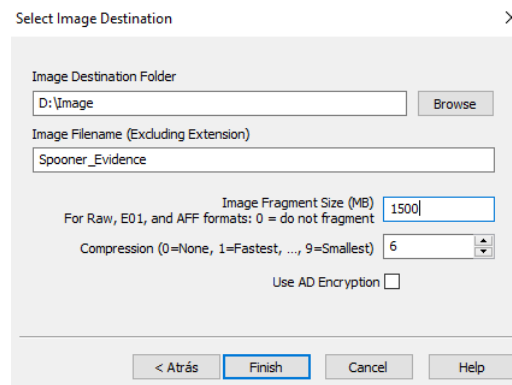 Select Image Destination
Image Destination Folder
D:\Image
Browse
Image Filename (Excluding Extension)
Spooner_Evidence
Image Fragment Size (MB)
1500
For Raw, E01, and AFF formats: 0 = do not fragment
Compression (0=None, 1=Fastest, ..., 9=Smallest)
6
Use AD Encryption
< Atrás
Finish
Cancel
Help